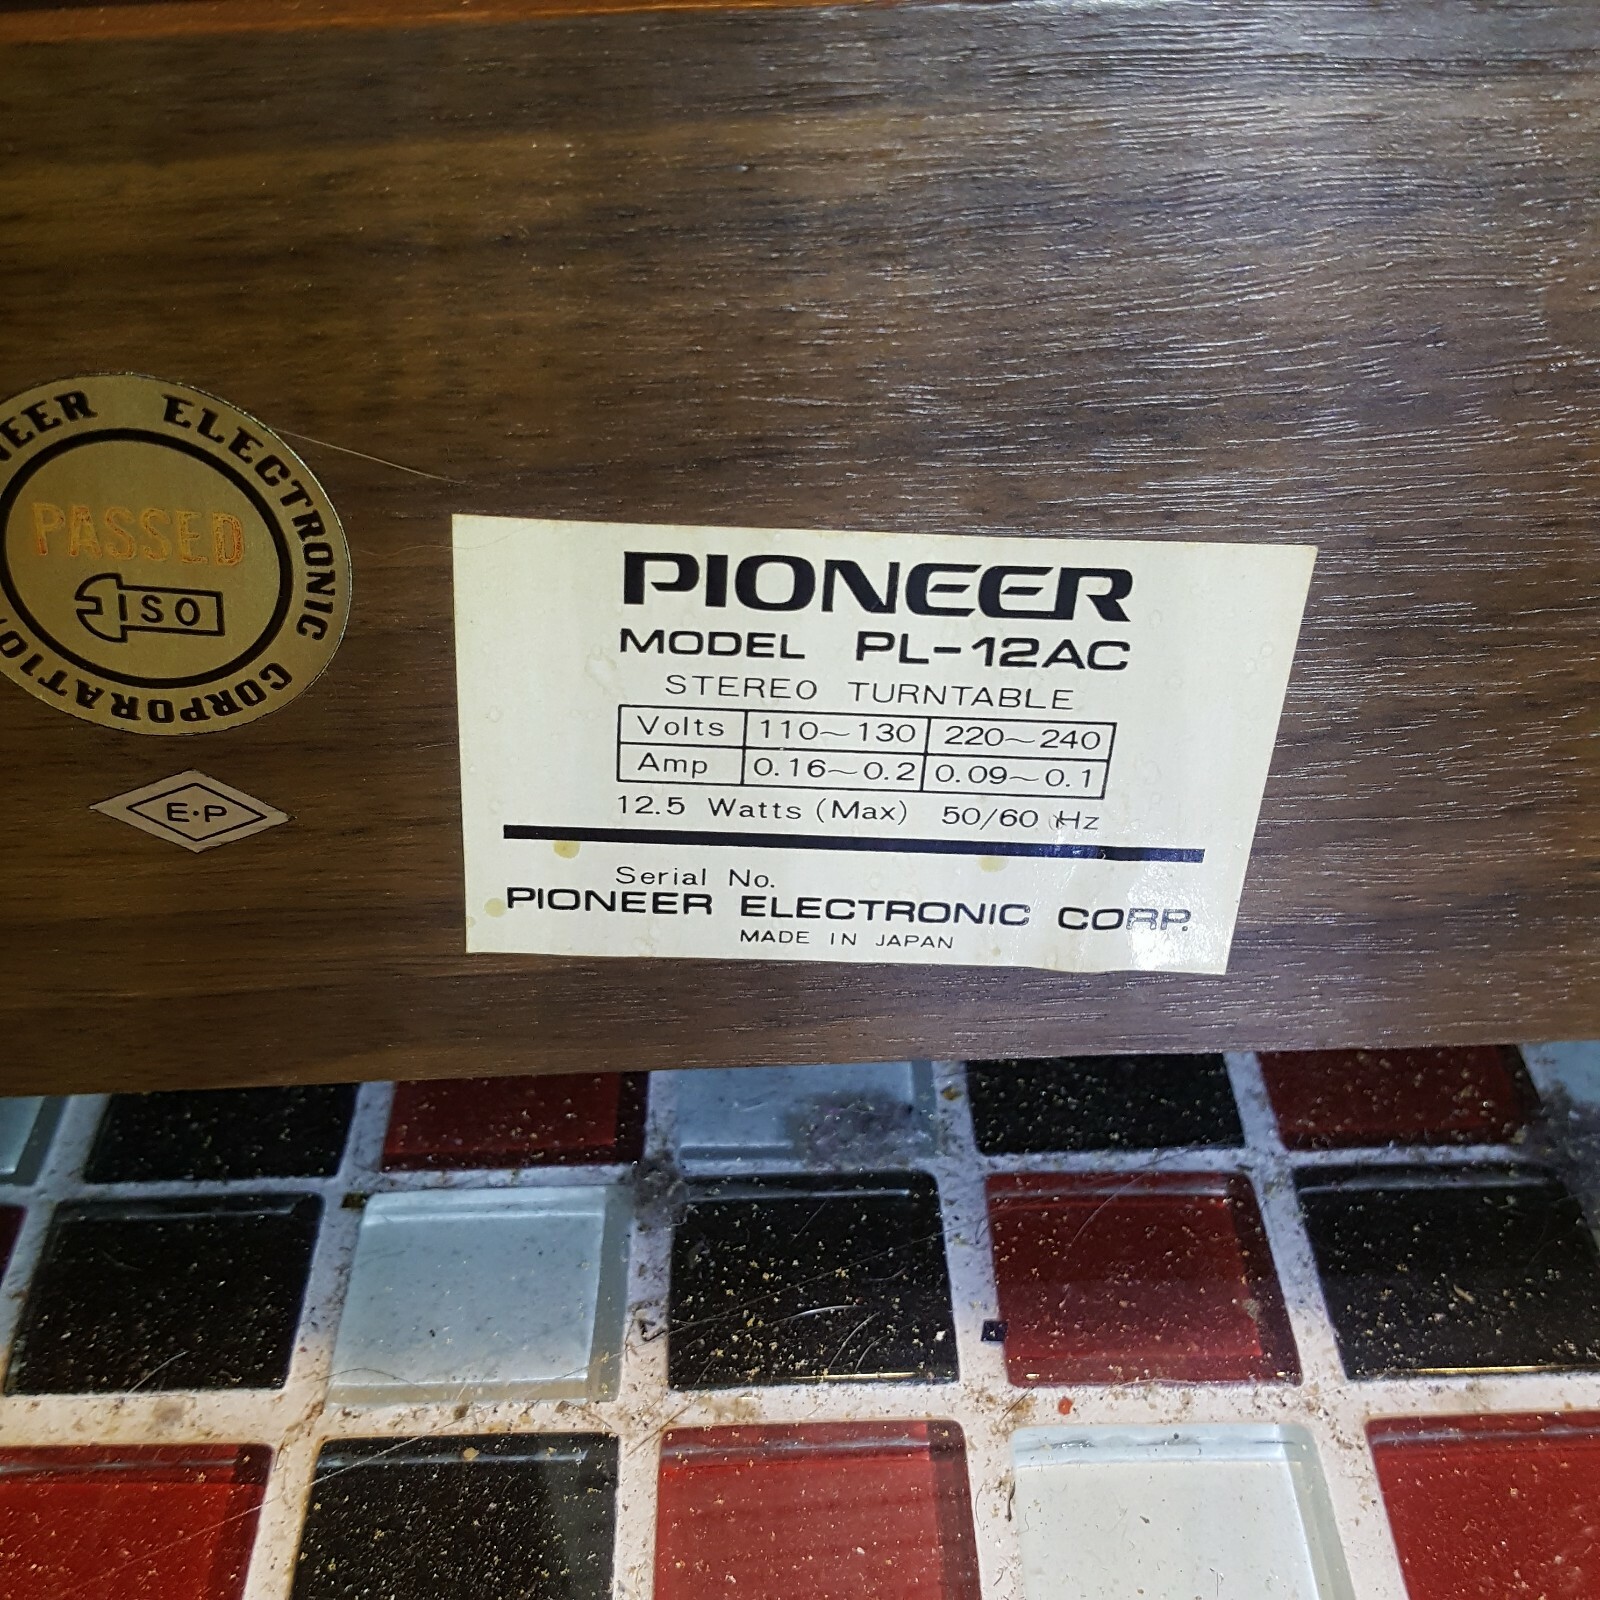 NEER ELECTRONIC CORPORATION
PASSED
ISO
E·P
PIONEER
MODEL PL-12AC
STEREO TURNTABLE
Volts 110~130 220~240
Amp 0.16~0.2 0.09~0.1
12.5 Watts (Max) 50/60 Hz
Serial No.
PIONEER ELECTRONIC CORP.
MADE IN JAPAN